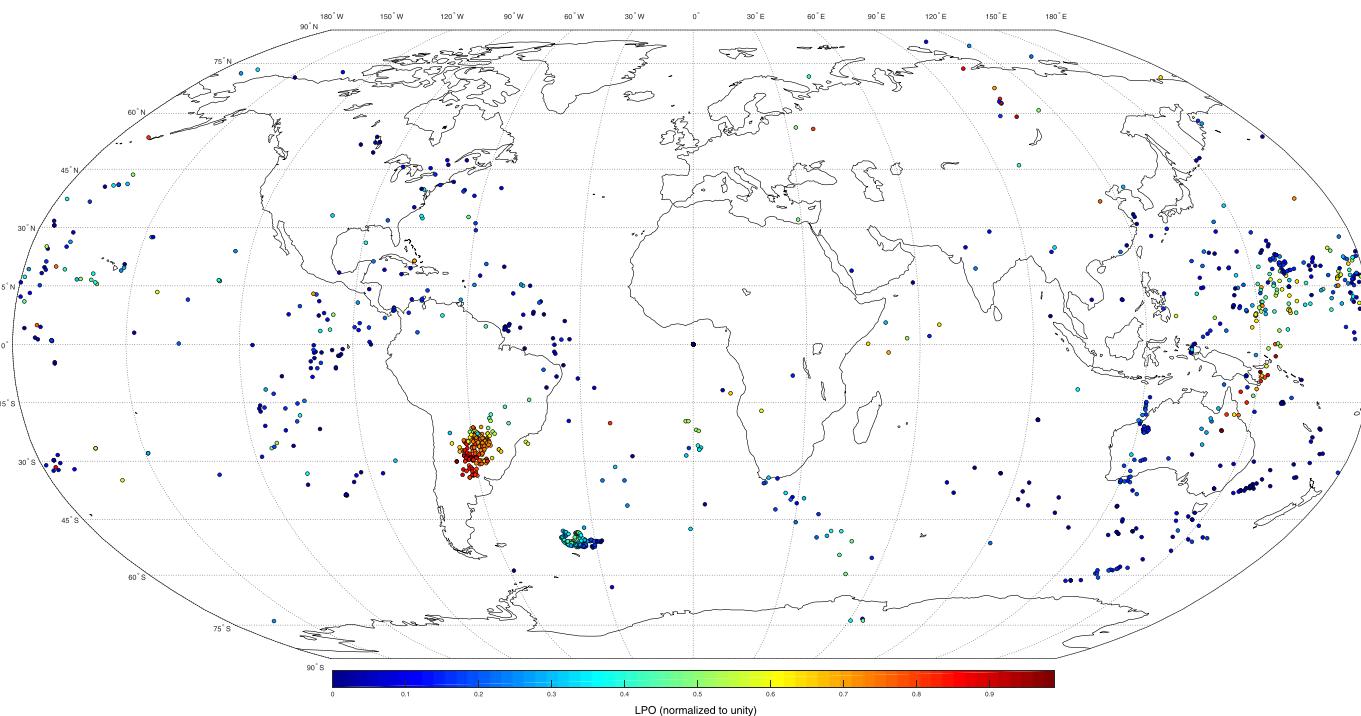 180° W 150° W 120° W 90° W 60° W 30° W 0° 30° E 60° E 90° E 120° E 150° E 180° E
90° N
75° N
60° N
45° N
30° N
5° N
0°
15° S
30° S
45° S
60° S
75° S
90° S
0 0.1 0.2 0.3 0.4 0.5 0.6 0.7 0.8 0.9
LPO (normalized to unity)